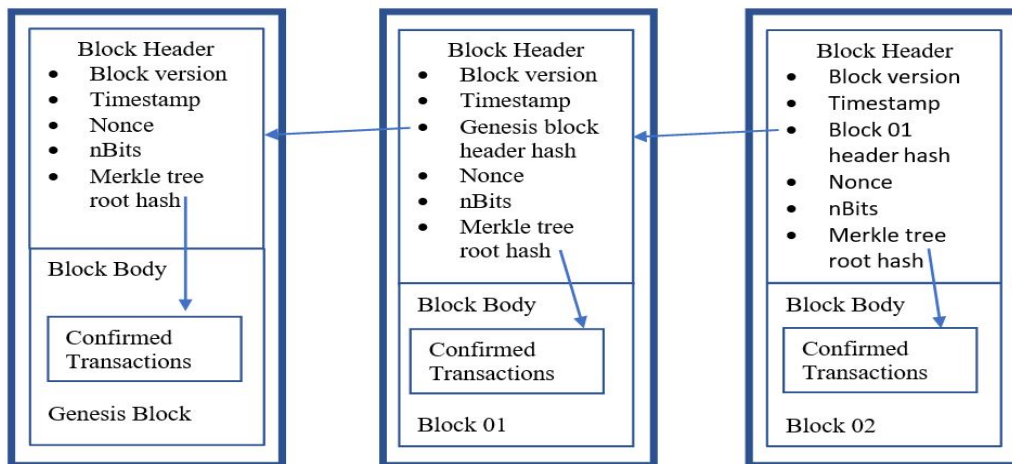 Block Header
• Block version
• Timestamp
• Nonce
• nBits
• Merkle tree
root hash
Block Body
Confirmed
Transactions
Genesis Block
Block Header
• Block version
• Timestamp
• Genesis block
header hash
• Nonce
• nBits
• Merkle tree
root hash
Block Body
Confirmed
Transactions
Block 01
Block Header
• Block version
• Timestamp
• Block 01
header hash
• Nonce
• nBits
• Merkle tree
root hash
Block Body
Confirmed
Transactions
Block 02